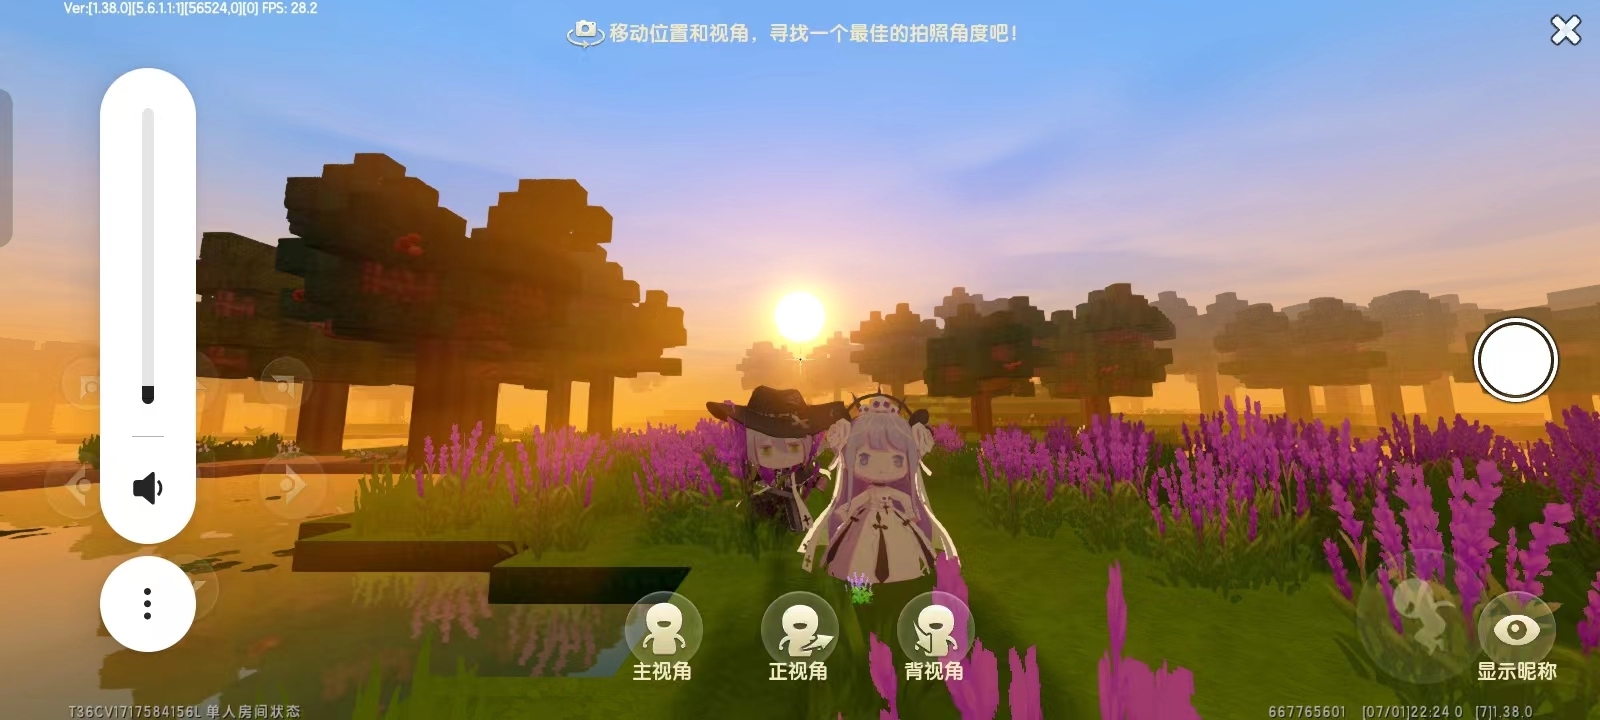 Ver:[1.38.0][5.6.1.1:1][56524,0][0] FPS: 28.2
移动位置和视角，寻找一个最佳的拍照角度吧！
主视角
正视角
背视角
显示昵称
T36CV1717584156L 单人房间状态
667765601 [07/01]22:24 0 [7]1.38.0